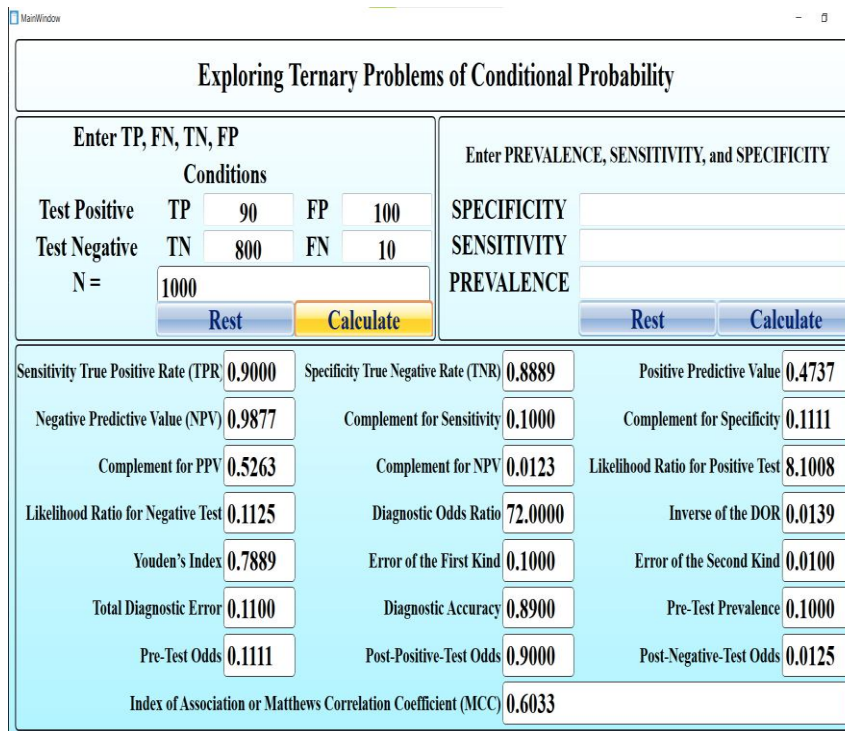 MainWindow
Exploring Ternary Problems of Conditional Probability
Enter TP, FN, TN, FP
Conditions
Test Positive TP 90 FP 100
Test Negative TN 800 FN 10
N = 1000
Rest Calculate
Enter PREVALENCE, SENSITIVITY, and SPECIFICITY
SPECIFICITY
SENSITIVITY
PREVALENCE
Rest Calculate
Sensitivity True Positive Rate (TPR) 0.9000 Specificity True Negative Rate (TNR) 0.8889 Positive Predictive Value 0.4737
Negative Predictive Value (NPV) 0.9877 Complement for Sensitivity 0.1000 Complement for Specificity 0.1111
Complement for PPV 0.5263 Complement for NPV 0.0123 Likelihood Ratio for Positive Test 8.1008
Likelihood Ratio for Negative Test 0.1125 Diagnostic Odds Ratio 72.0000 Inverse of the DOR 0.0139
Youden's Index 0.7889 Error of the First Kind 0.1000 Error of the Second Kind 0.0100
Total Diagnostic Error 0.1100 Diagnostic Accuracy 0.8900 Pre-Test Prevalence 0.1000
Pre-Test Odds 0.1111 Post-Positive-Test Odds 0.9000 Post-Negative-Test Odds 0.0125
Index of Association or Matthews Correlation Coefficient (MCC) 0.6033